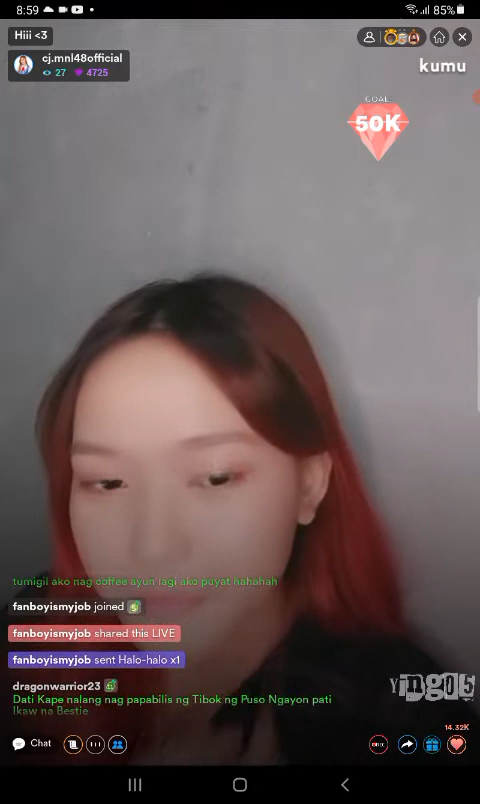 8:59
85%
Hiii <3
cj.mnl48official
27 4725
kumu
GOAL
50K
tumigil ako nag coffee ayun lagi ako puyat hahahah
fanboyismyjob joined
fanboyismyjob shared this LIVE
fanboyismyjob sent Halo-halo x1
dragonwarrior23
Dati Kape nalang nag papabilis ng Tibok ng Puso Ngayon pati
Ikaw na Bestie
Ying05
14.32K
Chat
REC